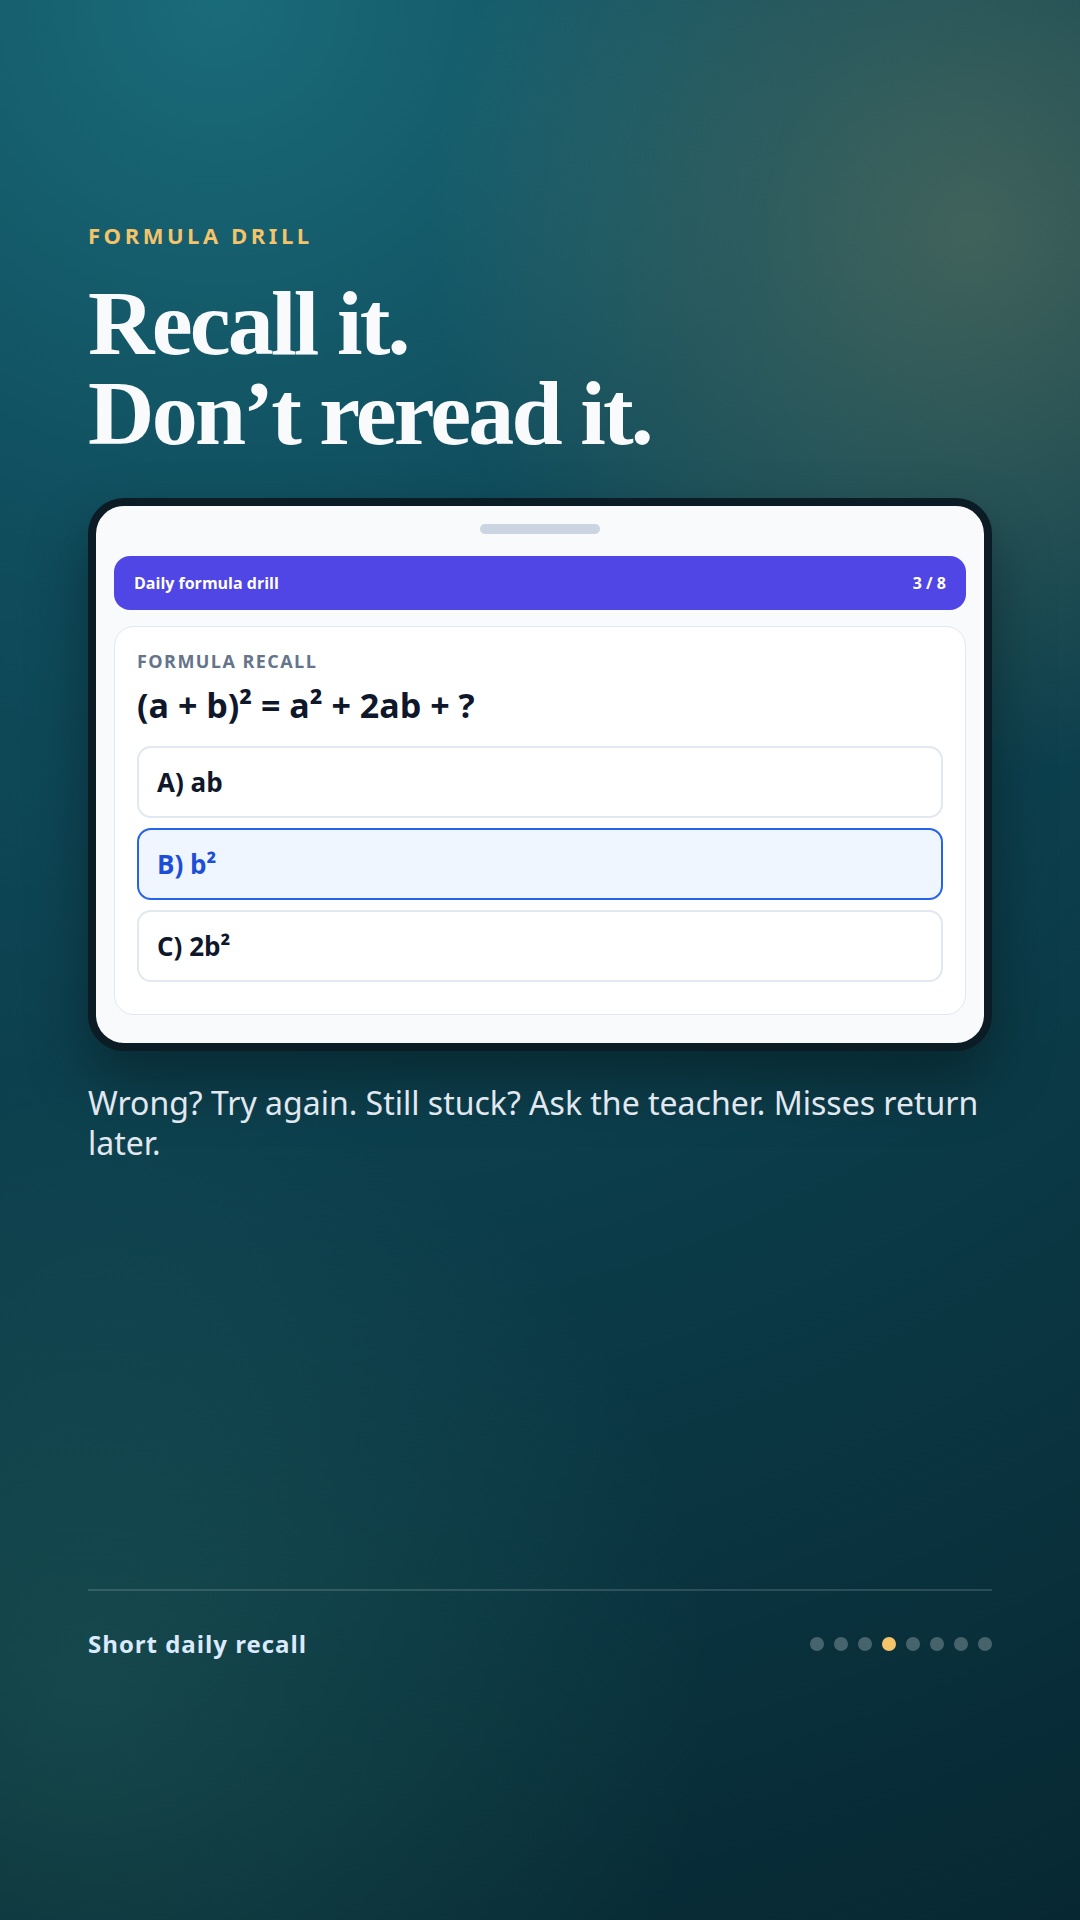 FORMULA DRILL
Recall it.
Don’t reread it.
Daily formula drill
3 / 8
FORMULA RECALL
(a + b)² = a² + 2ab + ?
A) ab
B) b²
C) 2b²
Wrong? Try again. Still stuck? Ask the teacher. Misses return
later.
Short daily recall